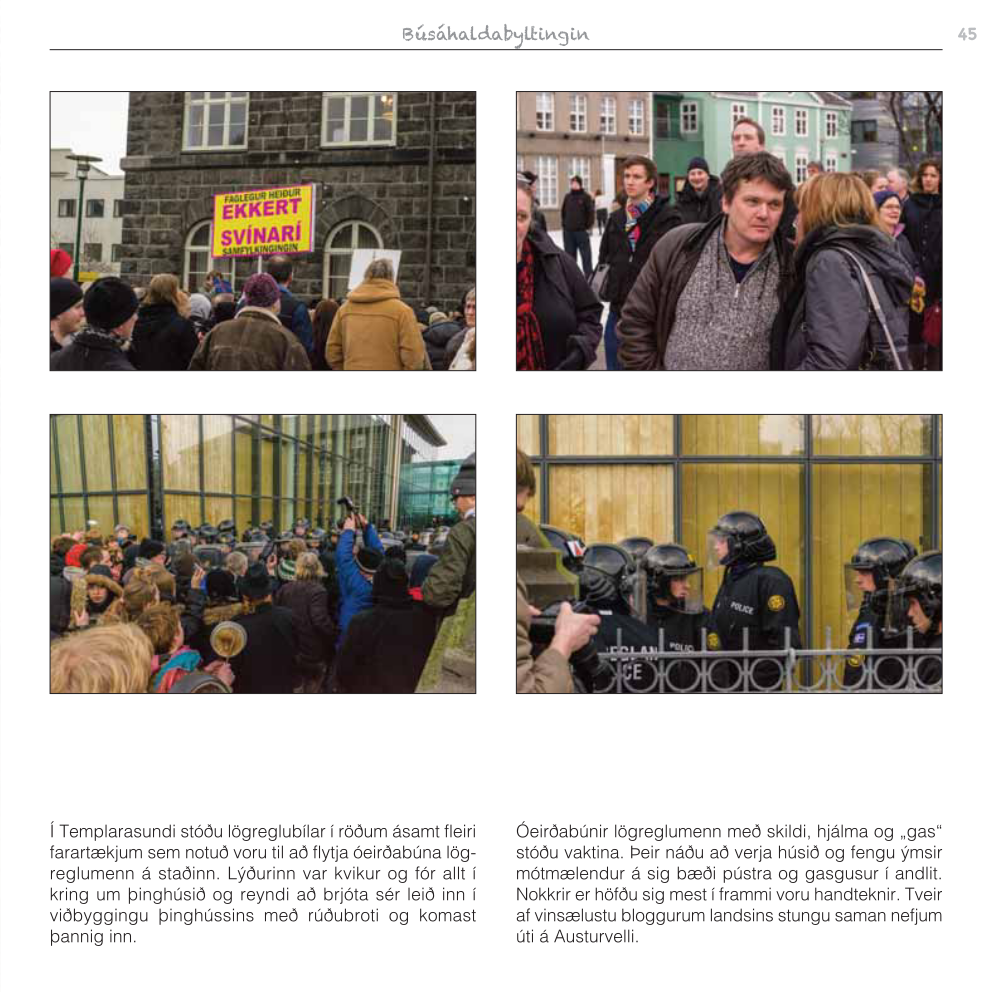 Búsáhaldabyltingin
45
FAGLEGUR HEIÐUR
EKKERT
SVÍNARÍ
SAMFYLKINGINGIN
POLICE
POLIC
Í Templarasundi stóðu lögreglubílar í röðum ásamt fleiri
farartækjum sem notuð voru til að flytja óeirðabúna lög-
reglumenn á staðinn. Lýðurinn var kvikur og fór allt í
kring um þinghúsið og reyndi að brjóta sér leið inn í
viðbyggingu þinghússins með rúðubroti og komast
þannig inn.
Óeirðabúnir lögreglumenn með skildi, hjálma og „gas“
stóðu vaktina. Þeir náðu að verja húsið og fengu ýmsir
mótmælendur á sig bæði pústra og gasgusur í andlit.
Nokkrir er höfðu sig mest í frammi voru handteknir. Tveir
af vinsælustu bloggurum landsins stungu saman nefjum
úti á Austurvelli.